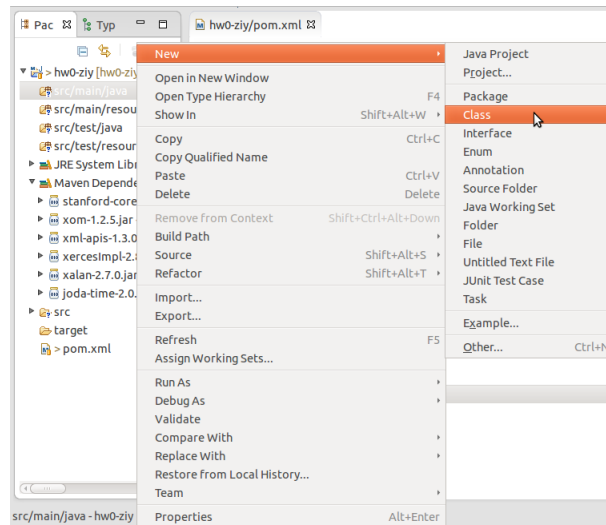 Pac Typ hw0-ziy/pom.xml
> hw0-ziy [hw0-ziy
src/main/java
src/main/resou
src/test/java
src/test/resour
JRE System Libr
Maven Depende
stanford-core
xom-1.2.5.jar
xml-apis-1.3.0
xercesImpl-2.8
xalan-2.7.0.jar
joda-time-2.0.
src
target
> pom.xml
New
Open in New Window
Open Type Hierarchy F4
Show In Shift+Alt+W
Copy Ctrl+C
Copy Qualified Name
Paste Ctrl+V
Delete Delete
Remove from Context Shift+Ctrl+Alt+Down
Build Path
Source Shift+Alt+S
Refactor Shift+Alt+T
Import...
Export...
Refresh F5
Assign Working Sets...
Run As
Debug As
Validate
Compare With
Replace With
Restore from Local History...
Team
Properties Alt+Enter
Java Project
Project...
Package
Class
Interface
Enum
Annotation
Source Folder
Java Working Set
Folder
File
Untitled Text File
JUnit Test Case
Task
Example...
Other... Ctrl+N
src/main/java - hw0-ziy